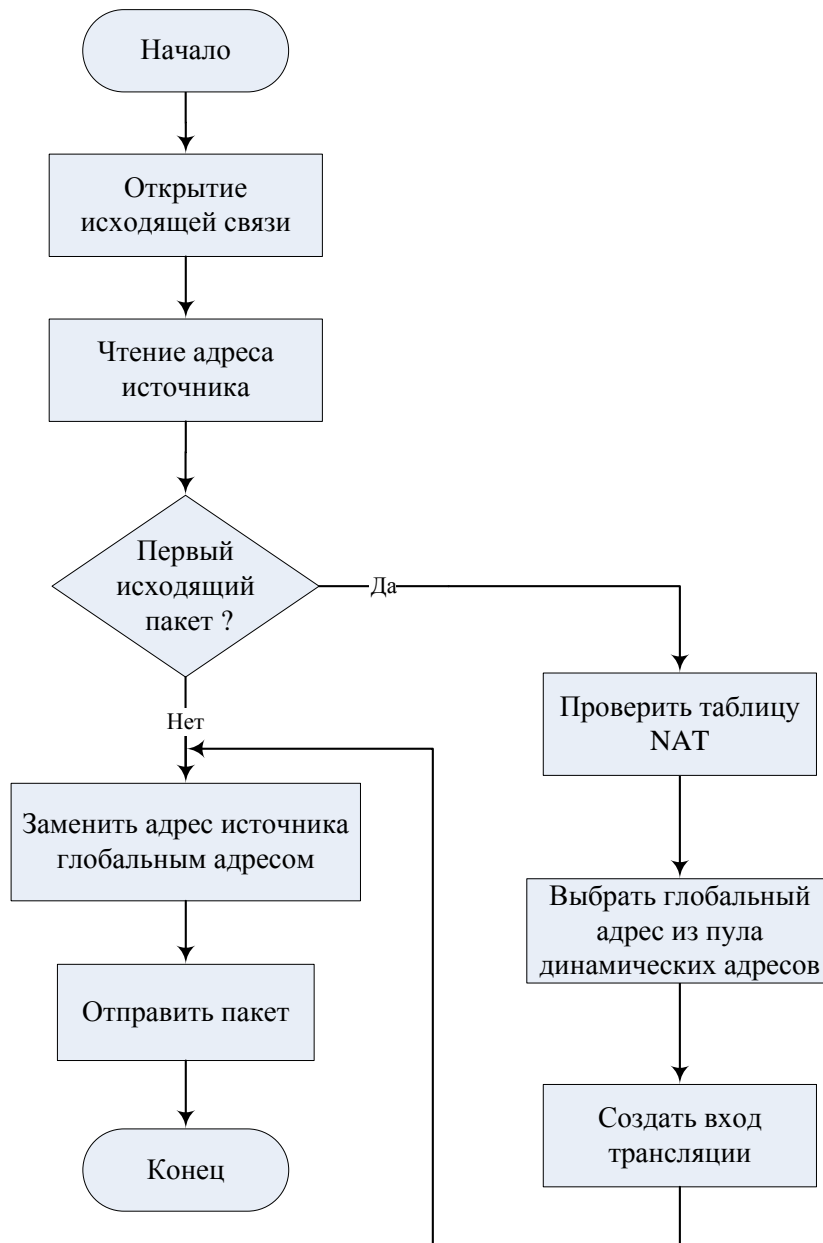 Начало
Открытие
исходящей связи
Чтение адреса
источника
Первый
исходящий
пакет ?
Да
Нет
Проверить таблицу
NAT
Заменить адрес источника
глобальным адресом
Выбрать глобальный
адрес из пула
динамических адресов
Отправить пакет
Создать вход
трансляции
Конец